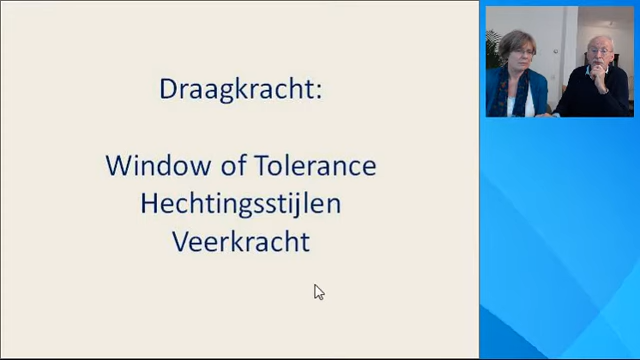 Draagkracht:
Window of Tolerance
Hechtingsstijlen
Veerkracht